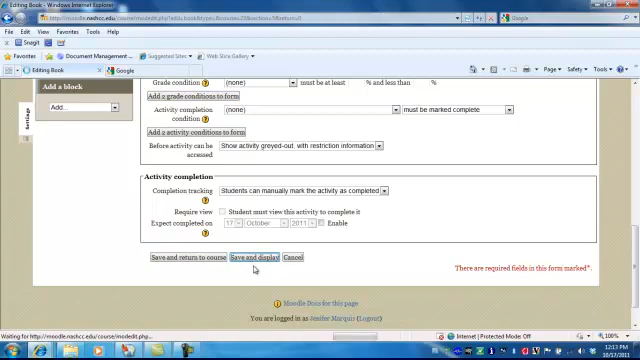 Editing Book - Windows Internet Explorer
http://moodle.nashcc.edu/course/modedit.php?
Google
File Edit View Favorites Tools Help
Snagit Edit
Favorites Document Management ... Suggested Sites Web Slice Gallery
Editing Book Google Page Safety Tools
Add a block
Add...
Settings
Grade condition (none) must be at least % and less than %
Add 2 grade conditions to form
Activity completion condition (none) must be marked complete
Add 2 activity conditions to form
Before activity can be accessed Show activity greyed-out, with restriction information
Activity completion
Completion tracking Students can manually mark the activity as completed
Require view Student must view this activity to complete it
Expect completed on 17 October 2011 Enable
Save and return to course Save and display Cancel
There are required fields in this form marked*.
Moodle Docs for this page
You are logged in as Jenifer Marquis (Logout)
Waiting for http://moodle.nashcc.edu/course/modedit.php...
Internet | Protected Mode: Off
12:13 PM
10/17/2011